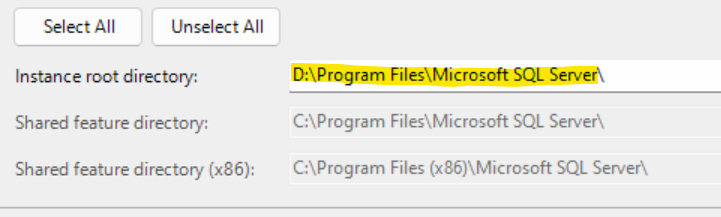 Select All Unselect All
Instance root directory: D:\Program Files\Microsoft SQL Server\
Shared feature directory: C:\Program Files\Microsoft SQL Server\
Shared feature directory (x86): C:\Program Files (x86)\Microsoft SQL Server\